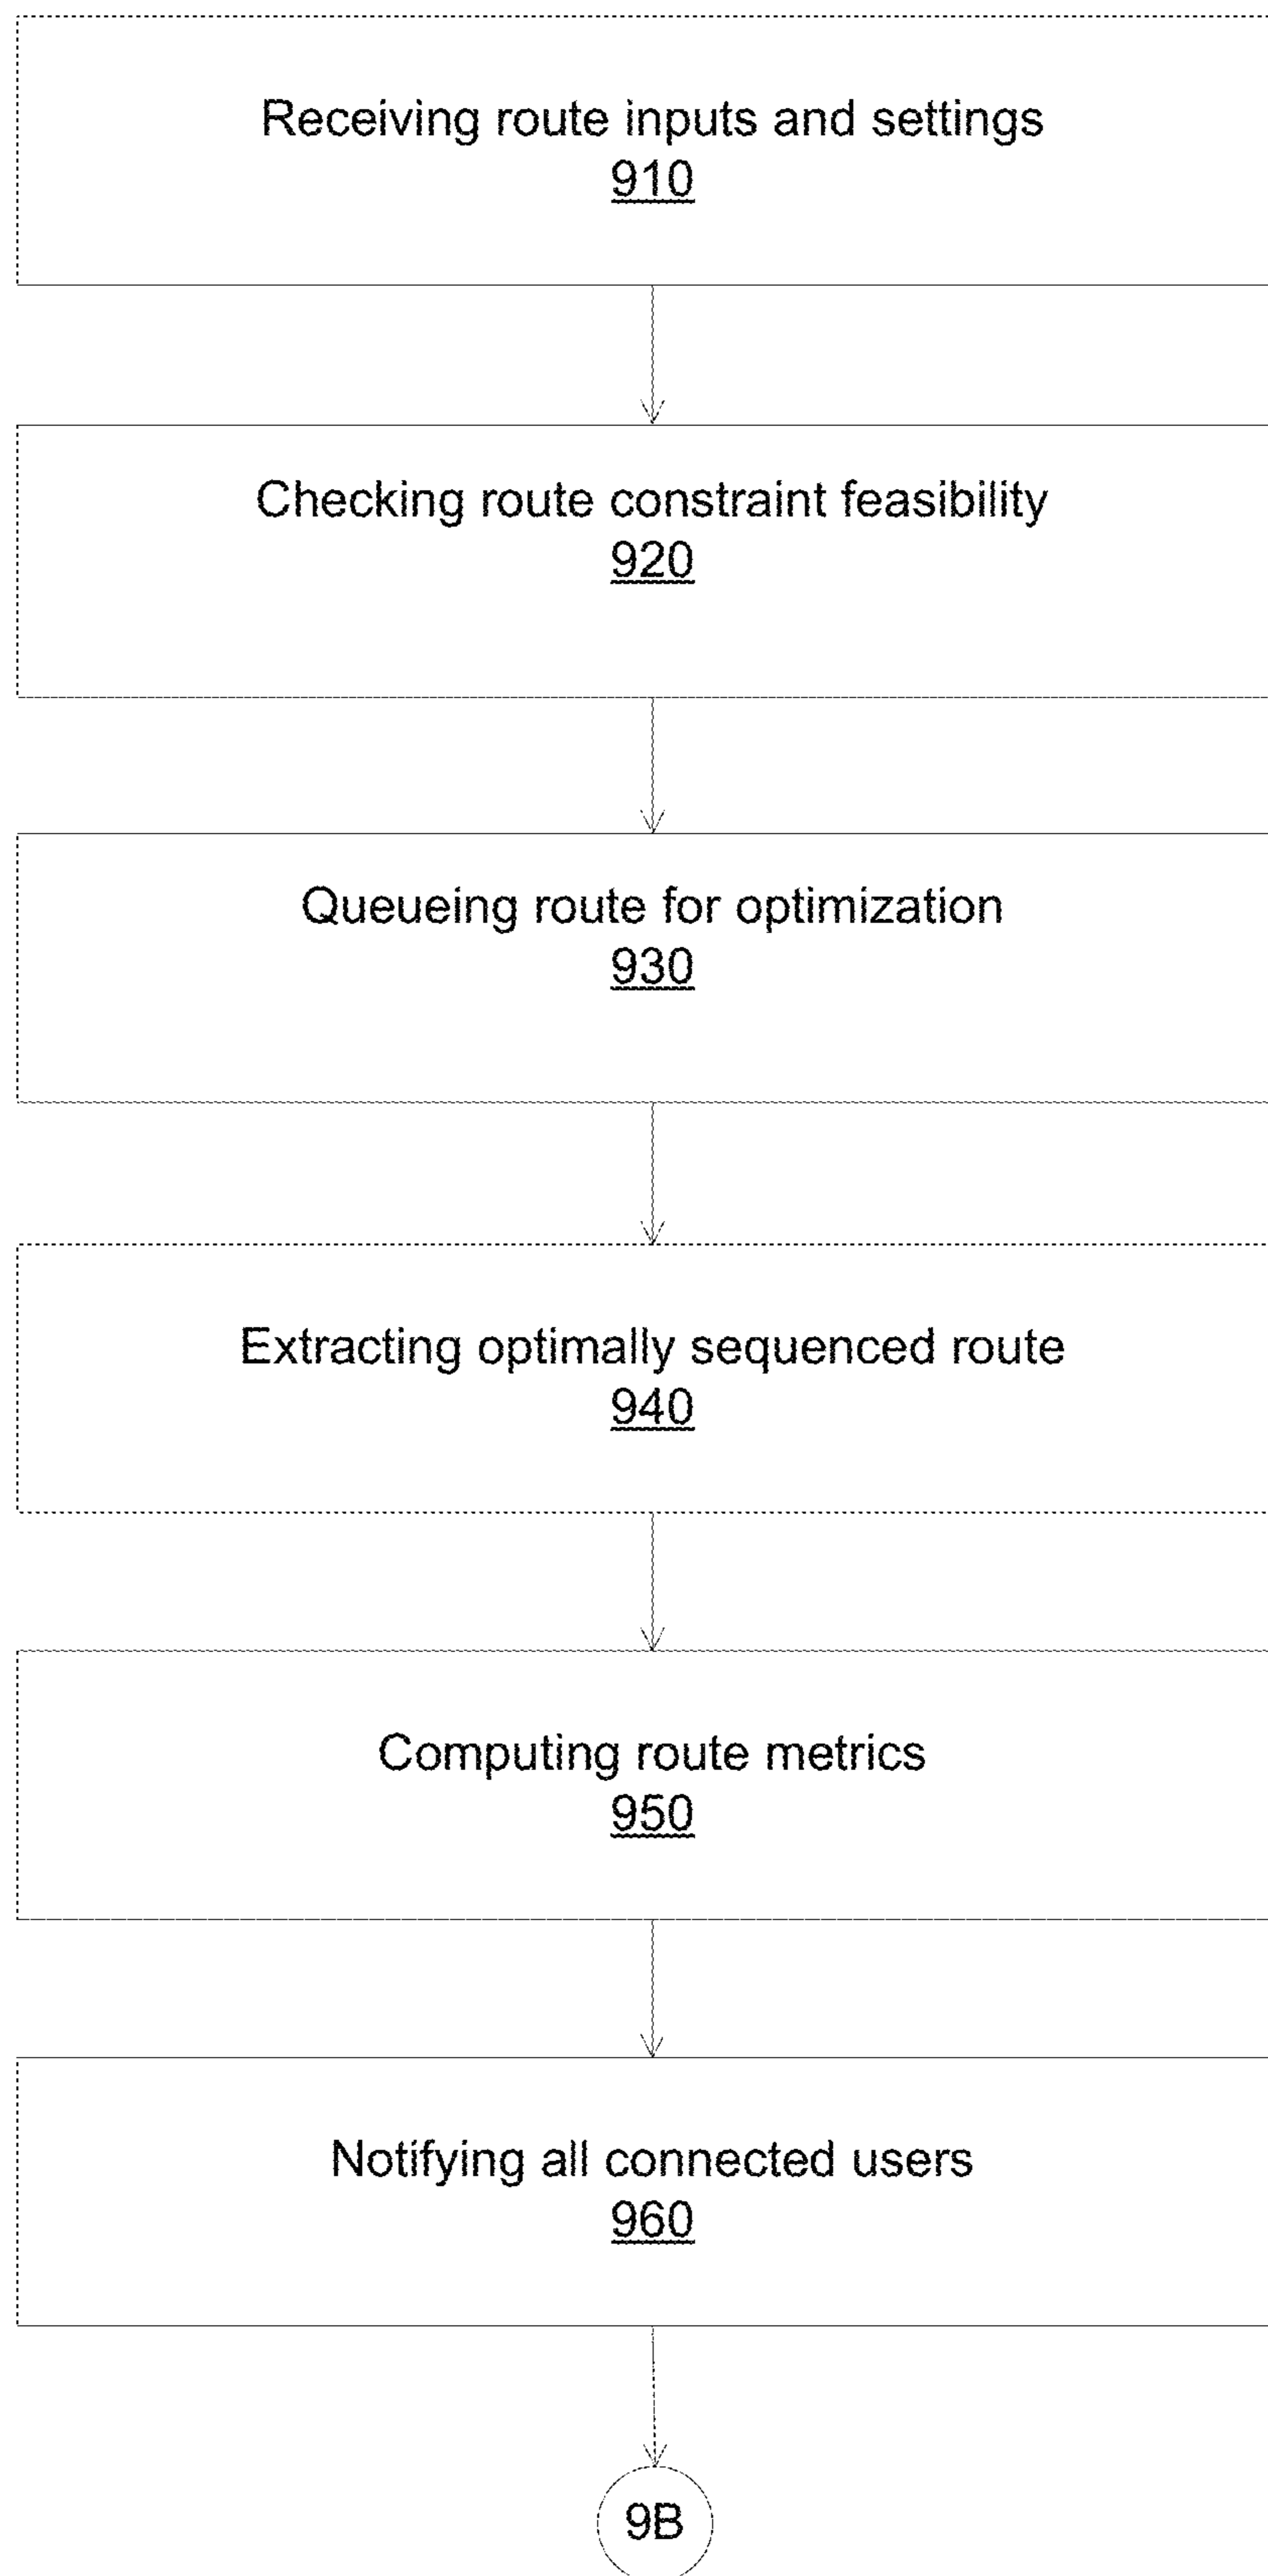 Receiving route inputs and settings
910
Checking route constraint feasibility
920
Queueing route for optimization
930
Extracting optimally sequenced route
940
Computing route metrics
950
Notifying all connected users
960
9B